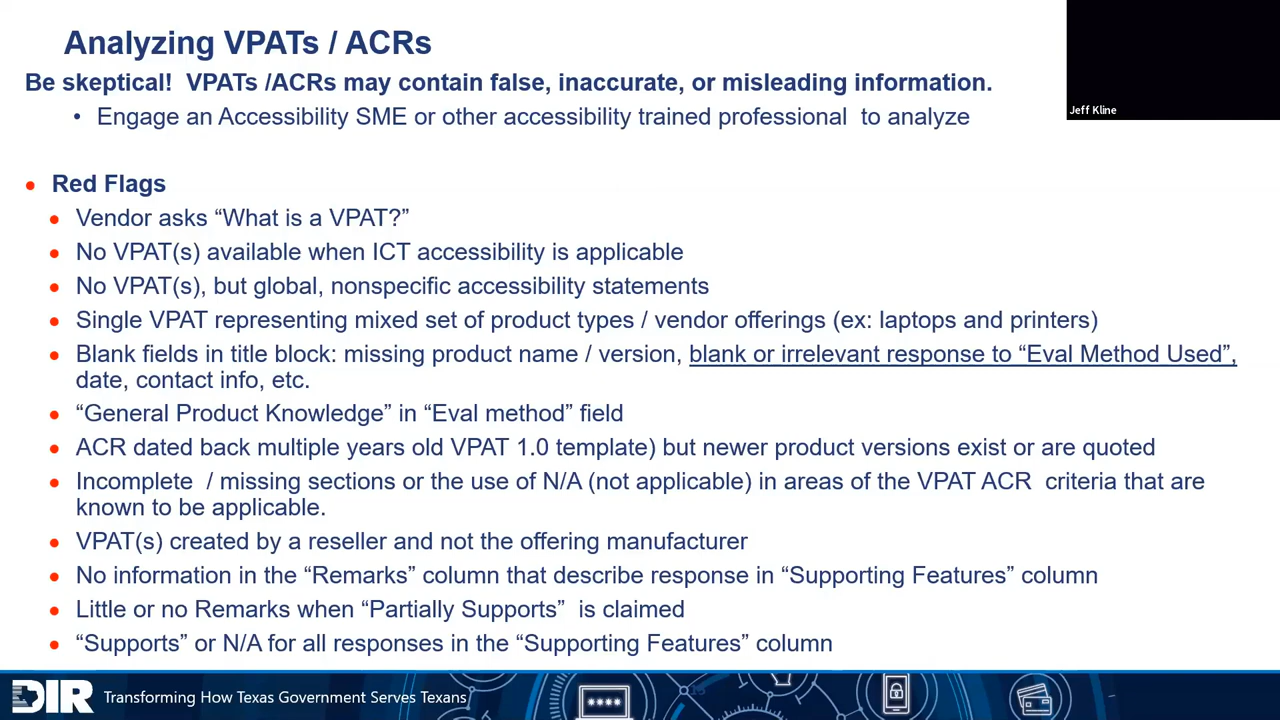 Analyzing VPATs / ACRs
Be skeptical! VPATs /ACRs may contain false, inaccurate, or misleading information.
• Engage an Accessibility SME or other accessibility trained professional to analyze
Jeff Kline
• Red Flags
• Vendor asks “What is a VPAT?”
• No VPAT(s) available when ICT accessibility is applicable
• No VPAT(s), but global, nonspecific accessibility statements
• Single VPAT representing mixed set of product types / vendor offerings (ex: laptops and printers)
• Blank fields in title block: missing product name / version, blank or irrelevant response to “Eval Method Used”,
date, contact info, etc.
• “General Product Knowledge” in “Eval method” field
• ACR dated back multiple years old VPAT 1.0 template) but newer product versions exist or are quoted
• Incomplete / missing sections or the use of N/A (not applicable) in areas of the VPAT ACR criteria that are
known to be applicable.
• VPAT(s) created by a reseller and not the offering manufacturer
• No information in the “Remarks” column that describe response in “Supporting Features” column
• Little or no Remarks when “Partially Supports” is claimed
• “Supports” or N/A for all responses in the “Supporting Features” column
DIR Transforming How Texas Government Serves Texans